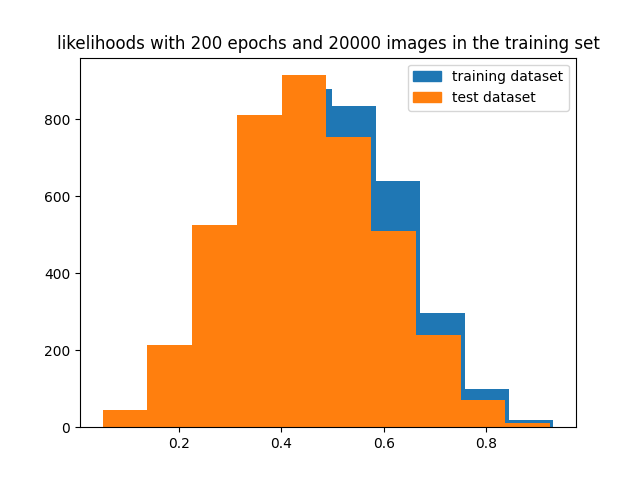 likelihoods with 200 epochs and 20000 images in the training set
training dataset
test dataset
800
600
400
200
0
0.2 0.4 0.6 0.8